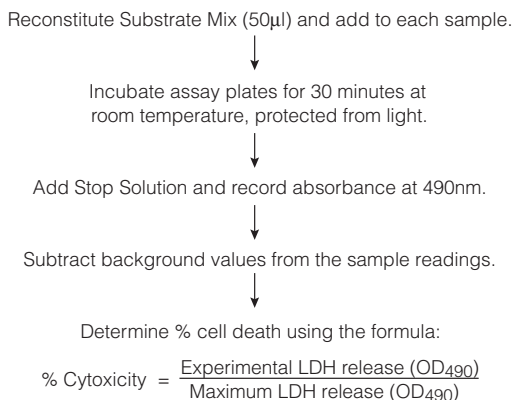 Reconstitute Substrate Mix (50µl) and add to each sample.
Incubate assay plates for 30 minutes at
room temperature, protected from light.
Add Stop Solution and record absorbance at 490nm.
Subtract background values from the sample readings.
Determine % cell death using the formula:
% Cytoxicity = Experimental LDH release (OD490)
Maximum LDH release (OD490)